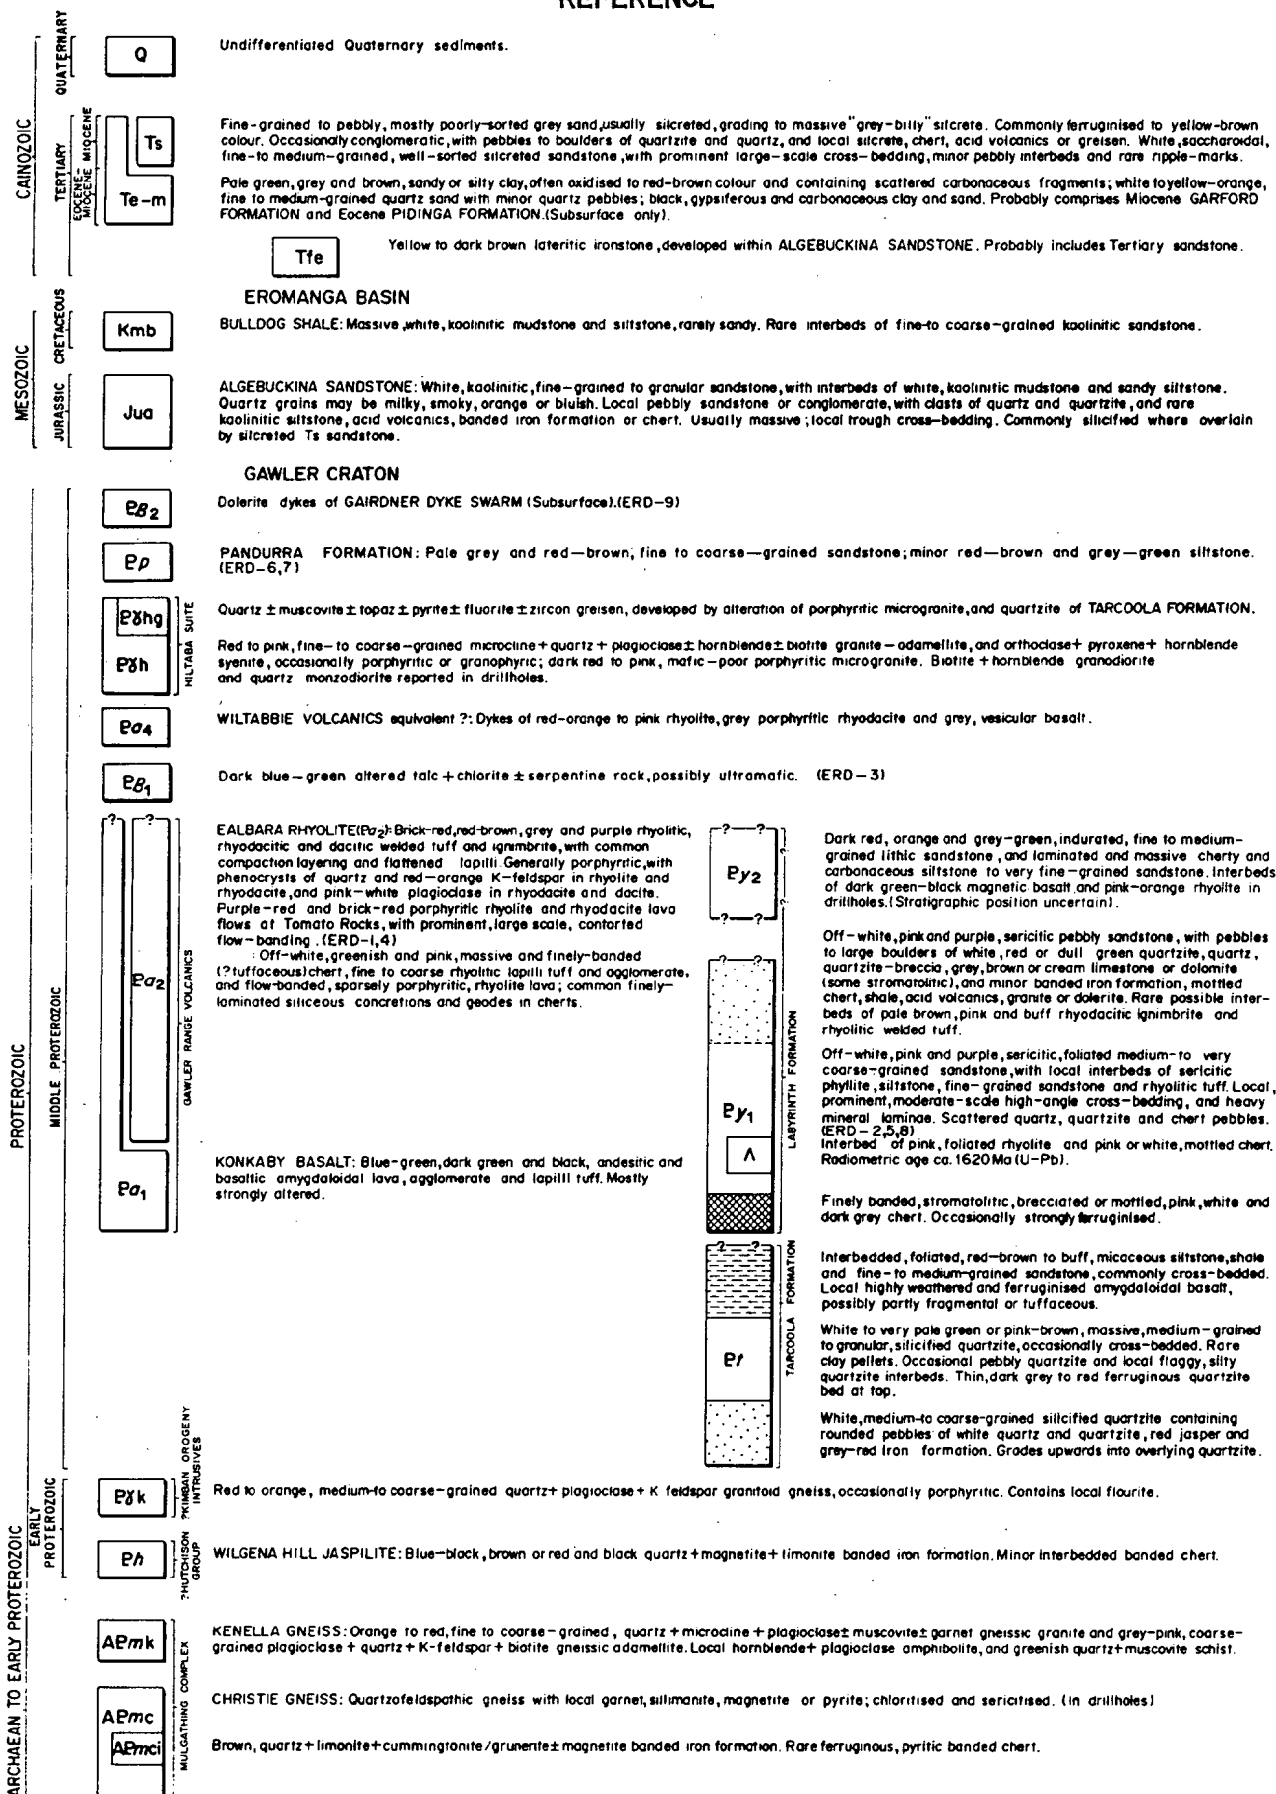 REFERENCE
CAINOZOIC
QUATERNARY
Q
Undifferentiated Quaternary sediments.
TERTIARY
EOCENE-
MIOCENE
MIOCENE
Ts
Te-m
Fine-grained to pebbly, mostly poorly-sorted grey sand, usually silcreted, grading to massive "grey-billy" silcrete. Commonly ferruginised to yellow-brown
colour. Occasionally conglomeratic, with pebbles to boulders of quartzite and quartz, and local silcrete, chert, acid volcanics or greisen. White, saccharoidal,
fine-to medium-grained, well-sorted silcreted sandstone, with prominent large-scale cross-bedding, minor pebbly interbeds and rare ripple-marks.
Pale green, grey and brown, sandy or silty clay, often oxidised to red-brown colour and containing scattered carbonaceous fragments; white to yellow-orange,
fine to medium-grained quartz sand with minor quartz pebbles; black, gypsiferous and carbonaceous clay and sand. Probably comprises Miocene GARFORD
FORMATION and Eocene PIDINGA FORMATION. (Subsurface only).
Tfe
Yellow to dark brown lateritic ironstone, developed within ALGEBUCKINA SANDSTONE. Probably includes Tertiary sandstone.
EROMANGA BASIN
MESOZOIC
CRETACEOUS
Kmb
BULLDOG SHALE: Massive, white, kaolinitic mudstone and siltstone, rarely sandy. Rare interbeds of fine-to coarse-grained kaolinitic sandstone.
JURASSIC
Jua
ALGEBUCKINA SANDSTONE: White, kaolinitic, fine-grained to granular sandstone, with interbeds of white, kaolinitic mudstone and sandy siltstone.
Quartz grains may be milky, smoky, orange or bluish. Local pebbly sandstone or conglomerate, with clasts of quartz and quartzite, and rare
kaolinitic siltstone, acid volcanics, banded iron formation or chert. Usually massive; local trough cross-bedding. Commonly silicified where overlain
by silcreted Ts sandstone.
GAWLER CRATON
PROTEROZOIC
MIDDLE PROTEROZOIC
PB2
Dolerite dykes of GAIRDNER DYKE SWARM (Subsurface). (ERD-9)
Pp
PANDURRA FORMATION: Pale grey and red-brown; fine to coarse-grained sandstone; minor red-brown and grey-green siltstone.
(ERD-6,7)
HILTABA SUITE
Pγhg
Quartz ± muscovite ± topaz ± pyrite ± fluorite ± zircon greisen, developed by alteration of porphyritic microgranite, and quartzite of TARCOOLA FORMATION.
Pγh
Red to pink, fine- to coarse-grained microcline + quartz + plagioclase ± hornblende ± biotite granite - adamellite, and orthoclase + pyroxene + hornblende
syenite, occasionally porphyritic or granophyric; dark red to pink, mafic-poor porphyritic microgranite. Biotite + hornblende granodiorite
and quartz monzodiorite reported in drillholes.
Pa4
WILTABBIE VOLCANICS equivalent ?: Dykes of red-orange to pink rhyolite, grey porphyritic rhyodacite and grey, vesicular basalt.
PB1
Dark blue-green altered talc + chlorite ± serpentine rock, possibly ultramafic. (ERD-3)
GAWLER RANGE VOLCANICS
? ?
Pa2
EALBARA RHYOLITE (Pa2): Brick-red, red-brown, grey and purple rhyolitic,
rhyodacitic and dacitic welded tuff and ignimbrite, with common
compaction layering and flattened lapilli. Generally porphyritic, with
phenocrysts of quartz and red-orange K-feldspar in rhyolite and
rhyodacite, and pink-white plagioclase in rhyodacite and dacite.
Purple-red and brick-red porphyritic rhyolite and rhyodacite lava
flows at Tomato Rocks, with prominent, large scale, contorted
flow-banding. (ERD-1,4)
: Off-white, greenish and pink, massive and finely-banded
(?tuffaceous) chert, fine to coarse rhyolitic lapilli tuff and agglomerate,
and flow-banded, sparsely porphyritic, rhyolite lava; common finely-
laminated siliceous concretions and geodes in cherts.
Pa1
KONKABY BASALT: Blue-green, dark green and black, andesitic and
basaltic amygdaloidal lava, agglomerate and lapilli tuff. Mostly
strongly altered.
LABYRINTH FORMATION
? ?
Py2
? ?
Dark red, orange and grey-green, indurated, fine to medium-
grained lithic sandstone, and laminated and massive cherty and
carbonaceous siltstone to very fine-grained sandstone. Interbeds
of dark green-black magnetic basalt and pink-orange rhyolite in
drillholes. (Stratigraphic position uncertain).
Off-white, pink and purple, sericitic pebbly sandstone, with pebbles
to large boulders of white, red or dull green quartzite, quartz,
quartzite-breccia, grey, brown or cream limestone or dolomite
(some stromatolitic), and minor banded iron formation, mottled
chert, shale, acid volcanics, granite or dolerite. Rare possible inter-
beds of pale brown, pink and buff rhyodacitic ignimbrite and
rhyolitic welded tuff.
Py1
Off-white, pink and purple, sericitic, foliated medium-to very
coarse-grained sandstone, with local interbeds of sericitic
phyllite, siltstone, fine-grained sandstone and rhyolitic tuff. Local,
prominent, moderate-scale high-angle cross-bedding, and heavy
mineral laminae. Scattered quartz, quartzite and chert pebbles.
(ERD-2,5,8)
Λ
Interbed of pink, foliated rhyolite and pink or white, mottled chert.
Radiometric age ca. 1620 Ma (U-Pb).
Finely banded, stromatolitic, brecciated or mottled, pink, white and
dark grey chert. Occasionally strongly ferruginised.
TARCOOLA FORMATION
? ?
Interbedded, foliated, red-brown to buff, micaceous siltstone, shale
and fine-to medium-grained sandstone, commonly cross-bedded.
Local highly weathered and ferruginised amygdaloidal basalt,
possibly partly fragmental or tuffaceous.
Pt
White to very pale green or pink-brown, massive, medium-grained
to granular, silicified quartzite, occasionally cross-bedded. Rare
clay pellets. Occasional pebbly quartzite and local flaggy, silty
quartzite interbeds. Thin, dark grey to red ferruginous quartzite
bed at top.
White, medium-to coarse-grained silicified quartzite containing
rounded pebbles of white quartz and quartzite, red jasper and
grey-red iron formation. Grades upwards into overlying quartzite.
EARLY
PROTEROZOIC
?KIMBAN OROGENY
INTRUSIVES
Pγk
Red to orange, medium-to coarse-grained quartz + plagioclase + K feldspar granitoid gneiss, occasionally porphyritic. Contains local flourite.
?HUTCHISON
GROUP
Ph
WILGENA HILL JASPILITE: Blue-black, brown or red and black quartz + magnetite + limonite banded iron formation. Minor interbedded banded chert.
ARCHAEAN TO EARLY PROTEROZOIC
MULGATHING COMPLEX
APmk
KENELLA GNEISS: Orange to red, fine to coarse-grained, quartz + microcline + plagioclase ± muscovite ± garnet gneissic granite and grey-pink, coarse-
grained plagioclase + quartz + K-feldspar + biotite gneissic adamellite. Local hornblende + plagioclase amphibolite, and greenish quartz + muscovite schist.
APmc
CHRISTIE GNEISS: Quartzofeldspathic gneiss with local garnet, sillimanite, magnetite or pyrite; chloritised and sericitised. (In drillholes)
APmci
Brown, quartz + limonite + cummingtonite/grunerite ± magnetite banded iron formation. Rare ferruginous, pyritic banded chert.